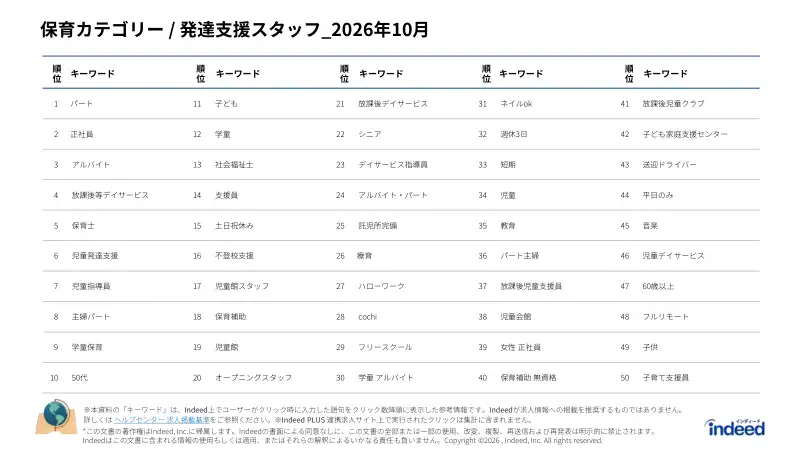 保育カテゴリー / 発達支援スタッフ_2026年10月
順位 キーワード 順位 キーワード 順位 キーワード 順位 キーワード 順位 キーワード
1 パート 11 子ども 21 放課後デイサービス 31 ネイルok 41 放課後児童クラブ
2 正社員 12 学童 22 シニア 32 週休3日 42 子ども家庭支援センター
3 アルバイト 13 社会福祉士 23 デイサービス指導員 33 短期 43 送迎ドライバー
4 放課後等デイサービス 14 支援員 24 アルバイト・パート 34 児童 44 平日のみ
5 保育士 15 土日祝休み 25 託児所完備 35 教育 45 音楽
6 児童発達支援 16 不登校支援 26 療育 36 パート主婦 46 児童デイサービス
7 児童指導員 17 児童館スタッフ 27 ハローワーク 37 放課後児童支援員 47 60歳以上
8 主婦パート 18 保育補助 28 cochi 38 児童会館 48 フルリモート
9 学童保育 19 児童館 29 フリースクール 39 女性 正社員 49 子供
10 50代 20 オープニングスタッフ 30 学童 アルバイト 40 保育補助 無資格 50 子育て支援員
※本資料の「キーワード」は、Indeed上でユーザーがクリック時に入力した語句をクリック数降順に表示した参考情報です。Indeedが求人情報への掲載を推奨するものではありません。
詳しくは ヘルプセンター 求人掲載基準をご参照ください。※Indeed PLUS 連携求人サイト上で実行されたクリックは集計に含まれません。
*この文書の著作権はIndeed, Inc.に帰属します。Indeedの書面による同意なしに、この文書の全部または一部の使用、改変、複製、再送信および再発表は明示的に禁止されます。
Indeedはこの文書に含まれる情報の使用もしくは適用、またはそれらの解釈によるいかなる責任も負いません。Copyright ©2026 , Indeed, Inc. All rights reserved.
インディード
indeed